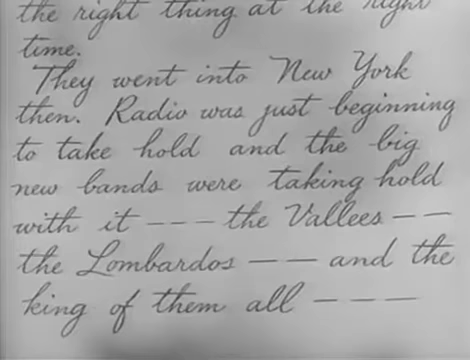 the right thing at the right
time.
They went into New York
then. Radio was just beginning
to take hold and the big
new bands were taking hold
with it --- the Vallees --
the Lombardos -- and the
king of them all ---